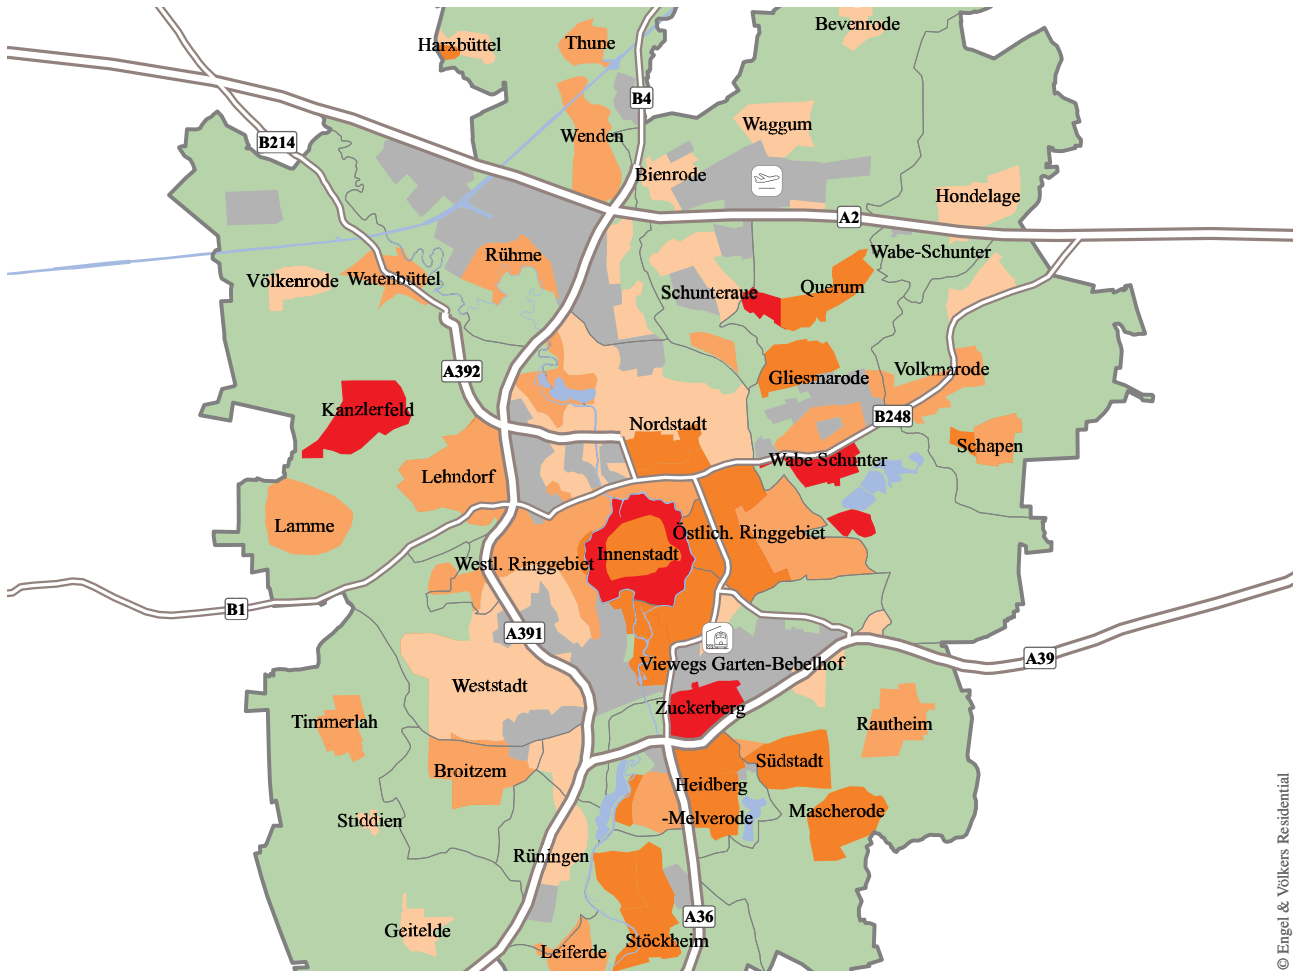 Bevenrode
Harxbüttel
Thune
B4
Waggum
Wenden
B214
Bienrode
Hondelage
A2
Wabe-Schunter
Rühme
Völkenrode
Watenbüttel
Schunteraue
Querum
A392
Volkmarode
Gliesmarode
Kanzlerfeld
B248
Nordstadt
Schapen
Wabe Schunter
Lehndorf
Lamme
Östlich. Ringgebiet
Innenstadt
Westl. Ringgebiet
B1
A391
A39
Viewegs Garten-Bebelhof
Weststadt
Zuckerberg
Timmerlah
Rautheim
Südstadt
Broitzem
Heidberg
-Melverode
Mascherode
Stiddien
Rüningen
A36
Geitelde
Stöckheim
Leiferde
© Engel & Völkers Residential